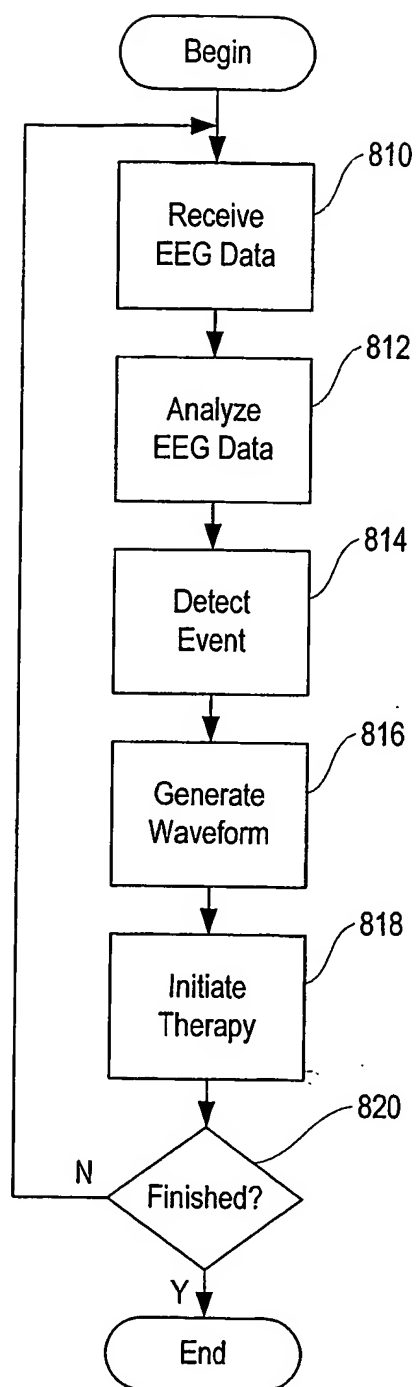 Begin
810
Receive
EEG Data
812
Analyze
EEG Data
814
Detect
Event
816
Generate
Waveform
818
Initiate
Therapy
820
N
Finished?
Y
End